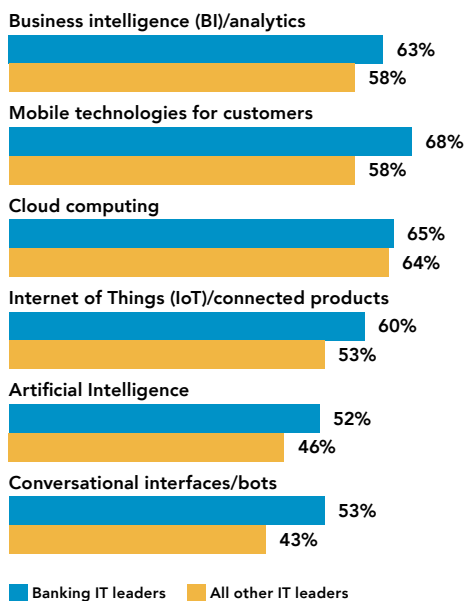 Business intelligence (BI)/analytics
63%
58%
Mobile technologies for customers
68%
58%
Cloud computing
65%
64%
Internet of Things (IoT)/connected products
60%
53%
Artificial Intelligence
52%
46%
Conversational interfaces/bots
53%
43%
Banking IT leaders All other IT leaders